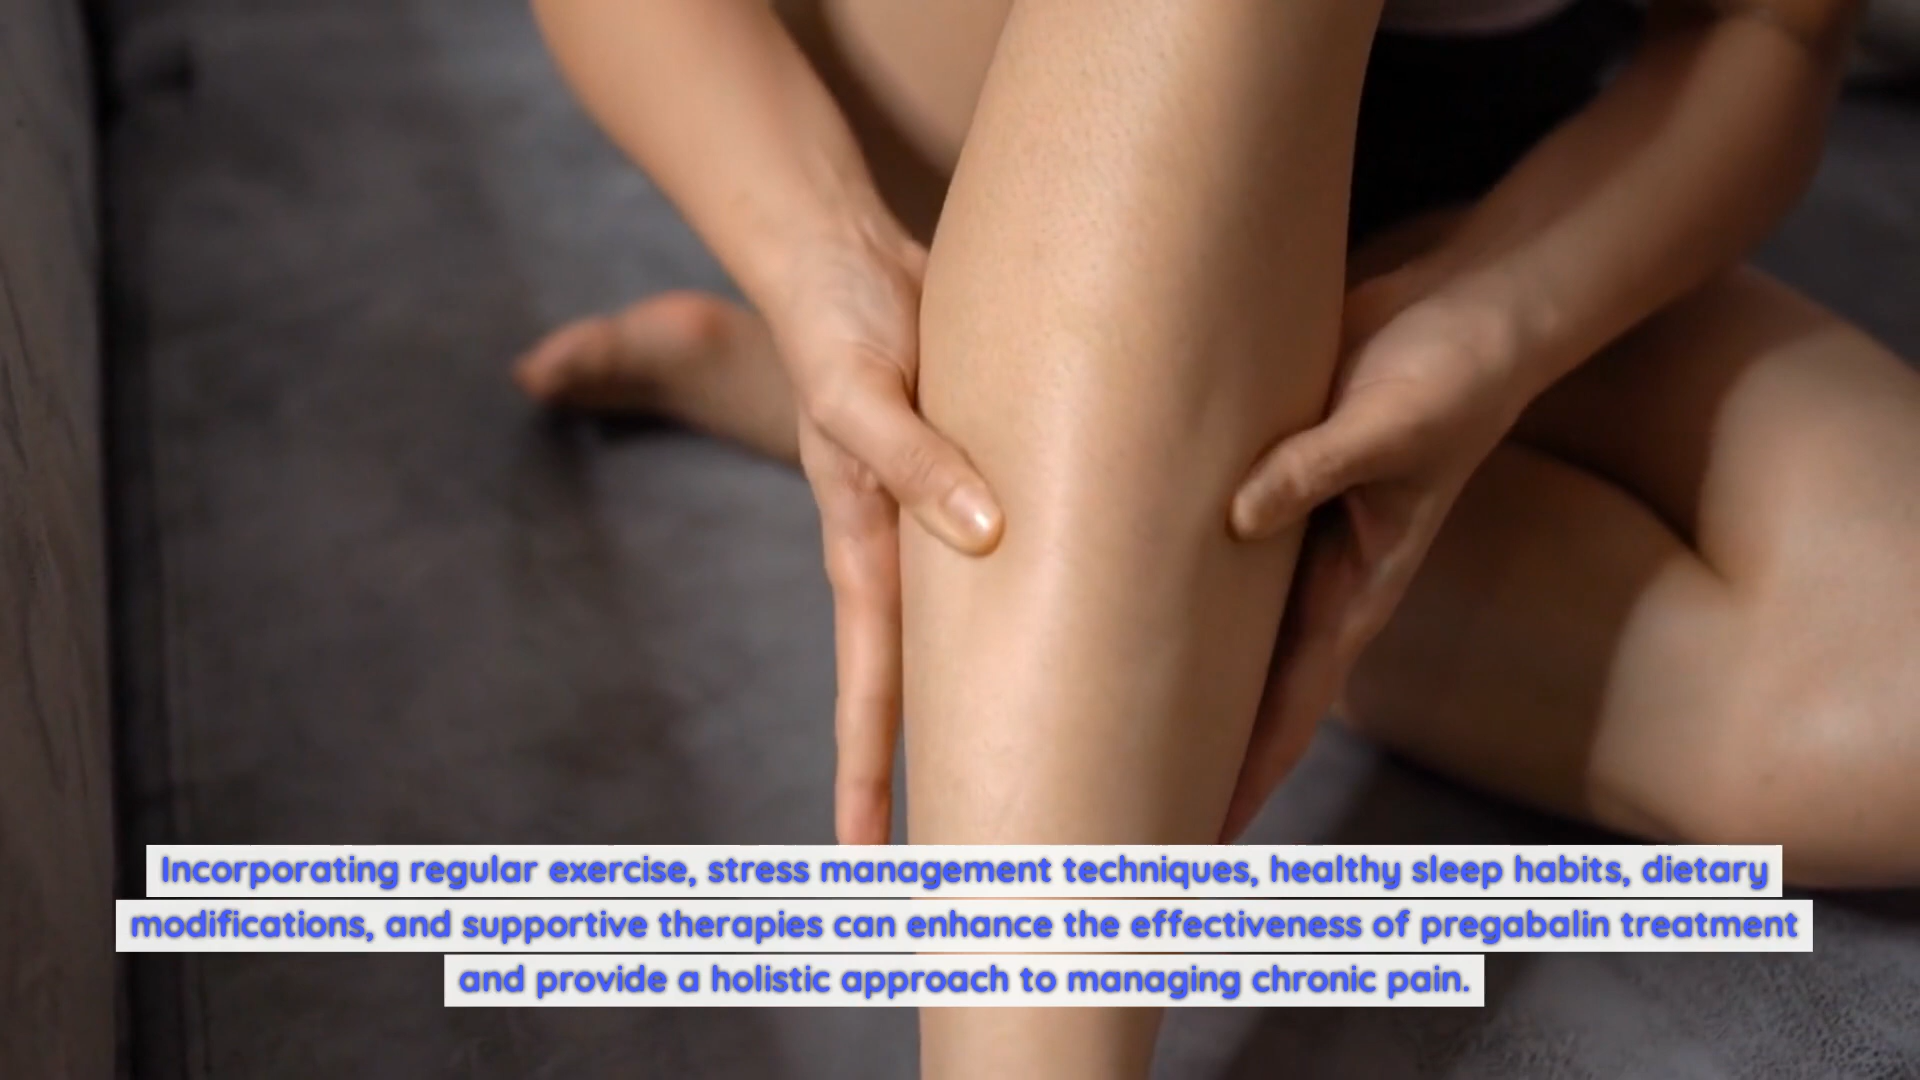 Incorporating regular exercise, stress management techniques, healthy sleep habits, dietary
modifications, and supportive therapies can enhance the effectiveness of pregabalin treatment
and provide a holistic approach to managing chronic pain.